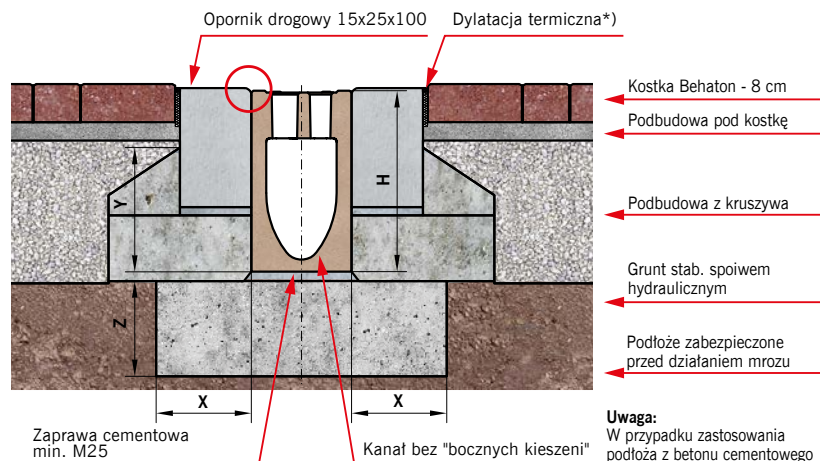 Opornik drogowy 15x25x100
Dylatacja termiczna*)
Kostka Behaton - 8 cm
Podbudowa pod kostkę
H
Y
Podbudowa z kruszywa
Grunt stab. spoiwem
hydraulicznym
Z
Podłoże zabezpieczone
przed działaniem mrozu
X
X
Zaprawa cementowa
min. M25
Kanał bez "bocznych kieszeni"
Uwaga:
W przypadku zastosowania
podłoża z betonu cementowego